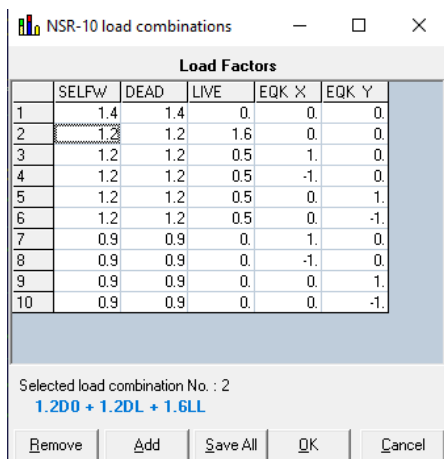 NSR-10 load combinations
Load Factors
SELFW DEAD LIVE EQK X EQK Y
1 1.4 1.4 0. 0. 0.
2 1.2 1.2 1.6 0. 0.
3 1.2 1.2 0.5 1. 0.
4 1.2 1.2 0.5 -1. 0.
5 1.2 1.2 0.5 0. 1.
6 1.2 1.2 0.5 0. -1.
7 0.9 0.9 0. 1. 0.
8 0.9 0.9 0. -1. 0.
9 0.9 0.9 0. 0. 1.
10 0.9 0.9 0. 0. -1.
Selected load combination No. : 2
1.2D0 + 1.2DL + 1.6LL
Remove Add Save All OK Cancel